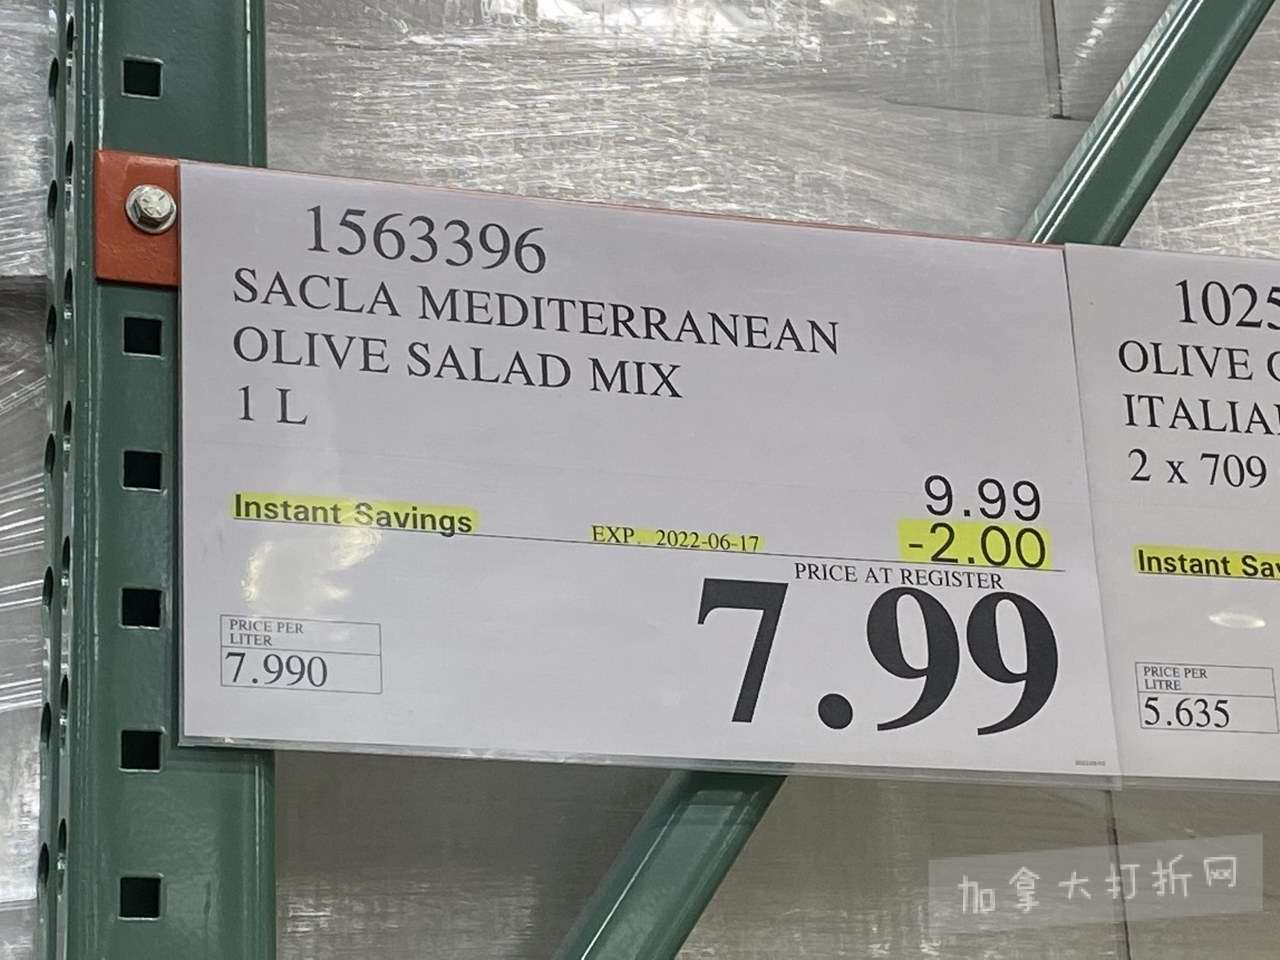 1563396
SACLA MEDITERRANEAN
OLIVE SALAD MIX
1 L
9.99
Instant Savings EXP. 2022-06-17 -2.00
PRICE AT REGISTER
7.99
PRICE PER
LITER
7.990
1025
OLIVE
ITALIA
2 x 709
Instant Sav
PRICE PER
LITRE
5.635
加拿大打折网